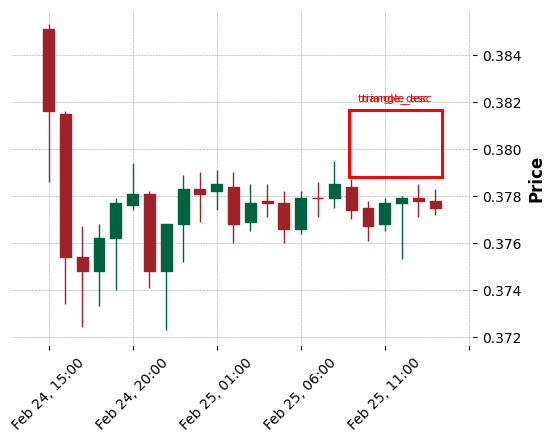 0.384
0.382
0.380
0.378
0.376
0.374
0.372
Price
Feb 24, 15:00
Feb 24, 20:00
Feb 25, 01:00
Feb 25, 06:00
Feb 25, 11:00